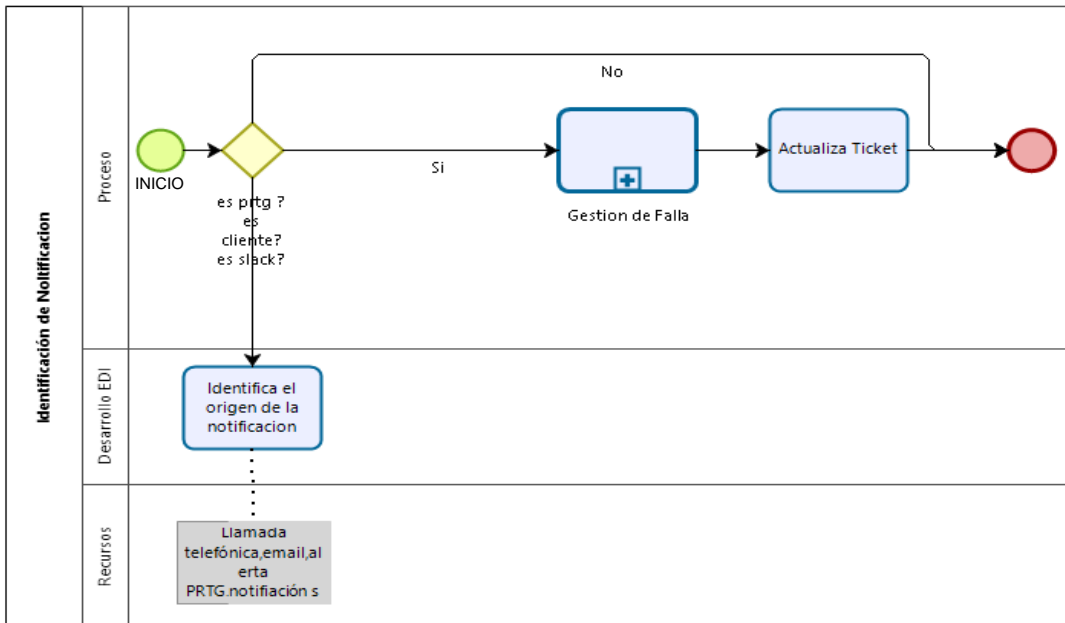 Identificación de Noltificacion
Proceso
No
INICIO
Si
Actualiza Ticket
Gestion de Falla
es prtg ?
es
cliente?
es slack?
Desarrollo EDI
Identifica el
origen de la
notificacion
Recursos
Llamada
telefónica,email,al
erta
PRTG.notifiación s